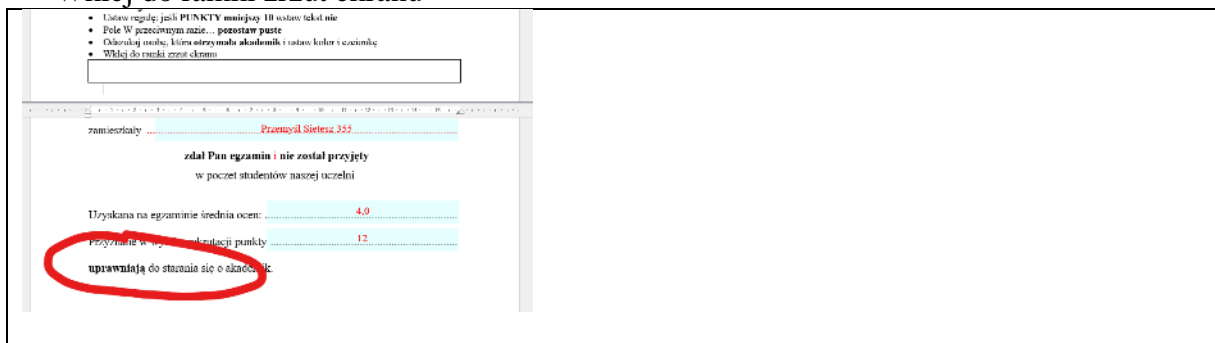 Wklej do ramki zrzut ekranu
Ustaw regułę: jeśli PUNKTY mniejszy 10 wstaw tekst nie
Pole W przeciwnym razie… pozostaw puste
Odszukaj osobę, która otrzymała akademik i ustaw kolor i czcionkę
Wklej do ramki zrzut ekranu
zamieszkały Przemyśl Sietesz 355
zdał Pan egzamin i nie został przyjęty
w poczet studentów naszej uczelni
Uzyskana na egzaminie średnia ocen: 4,0
Przyznane w rekrutacji punkty 12
uprawniają do starania się o akademik.